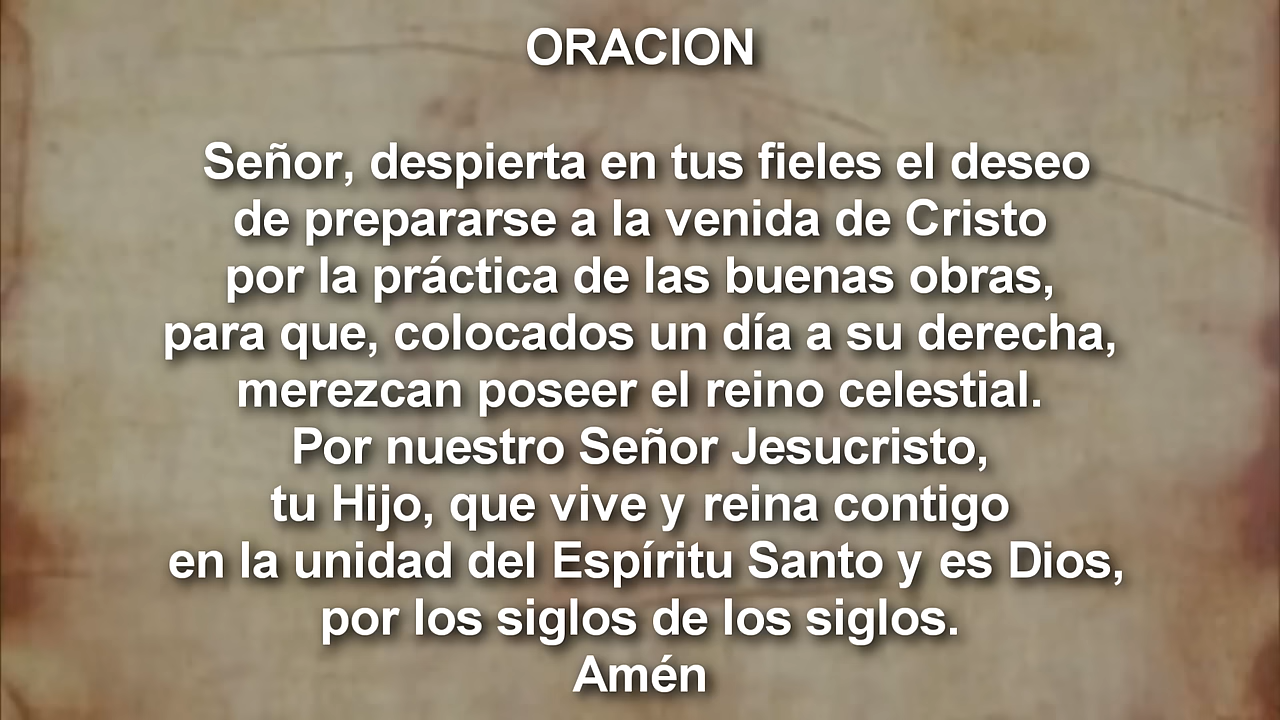 ORACION
Señor, despierta en tus fieles el deseo
de prepararse a la venida de Cristo
por la práctica de las buenas obras,
para que, colocados un día a su derecha,
merezcan poseer el reino celestial.
Por nuestro Señor Jesucristo,
tu Hijo, que vive y reina contigo
en la unidad del Espíritu Santo y es Dios,
por los siglos de los siglos.
Amén